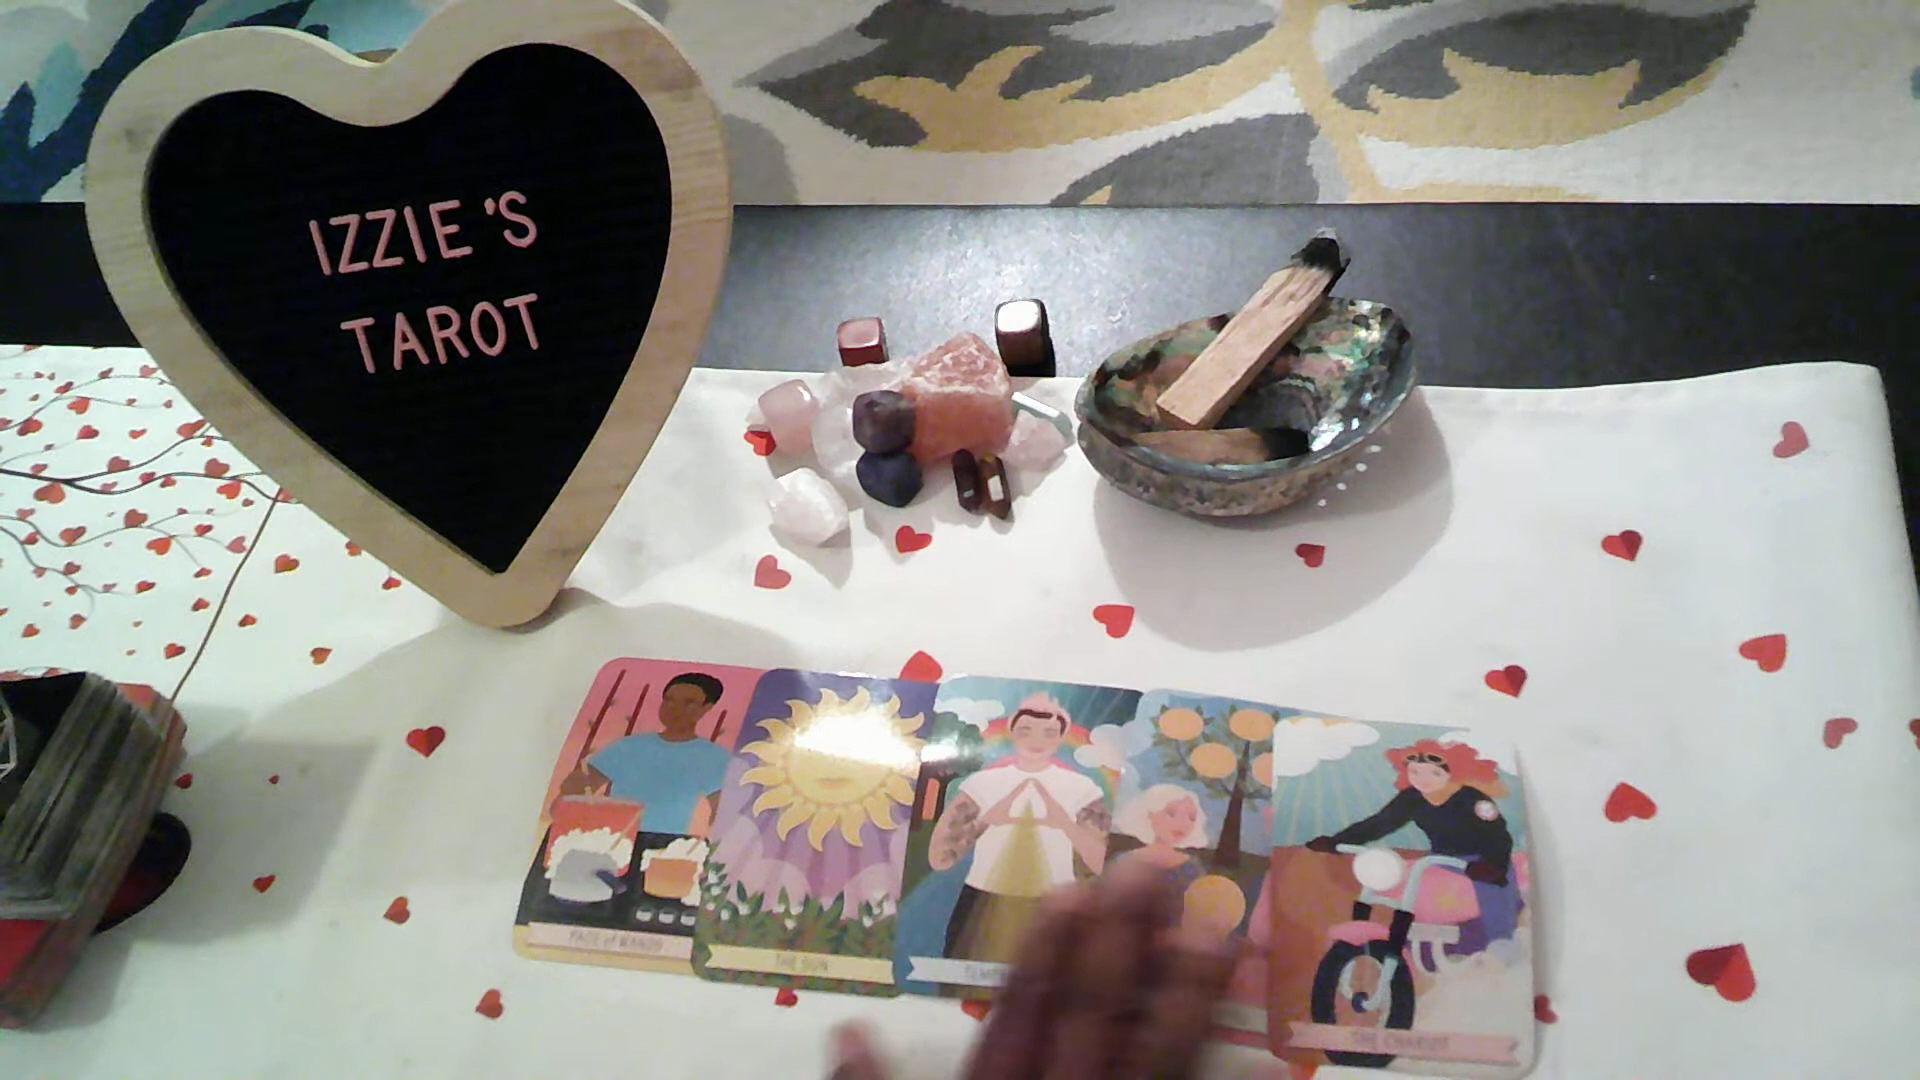 IZZIE'S
TAROT
PAGE of WANDS
THE SUN
THE CHARIOT